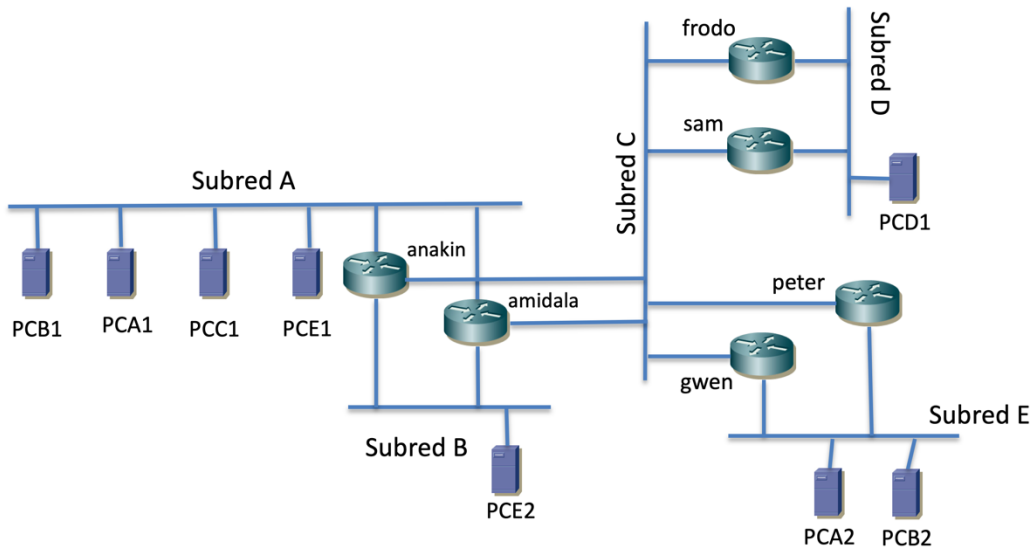 frodo
Subred D
sam
Subred C
PCD1
Subred A
anakin
amidala
PCB1
PCA1
PCC1
PCE1
peter
gwen
Subred B
PCE2
Subred E
PCA2
PCB2